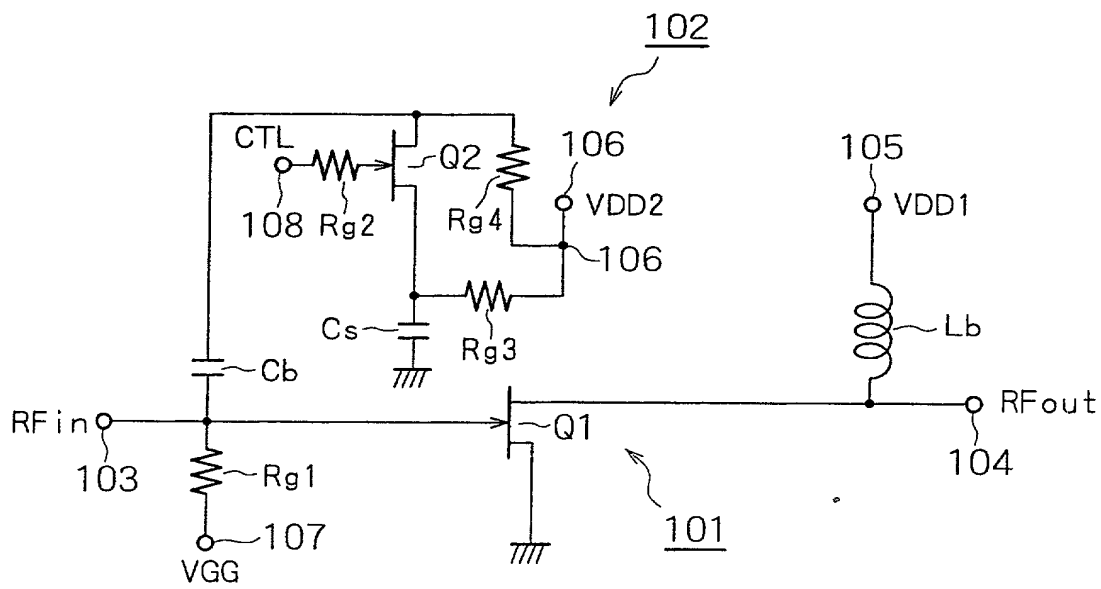 102
CTL
Q2
106
105
VDD2
VDD1
108
Rg2
Rg4
106
Cs
Rg3
Lb
Cb
RFin
Q1
RFout
103
Rg1
104
107
101
VGG